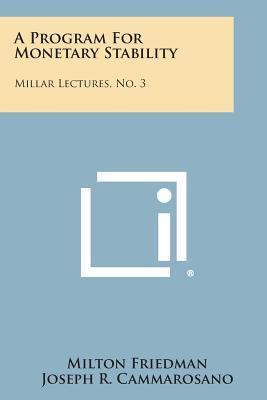 A Program For
Monetary Stability
Millar Lectures, No. 3
®
Milton Friedman
Joseph R. Cammarosano